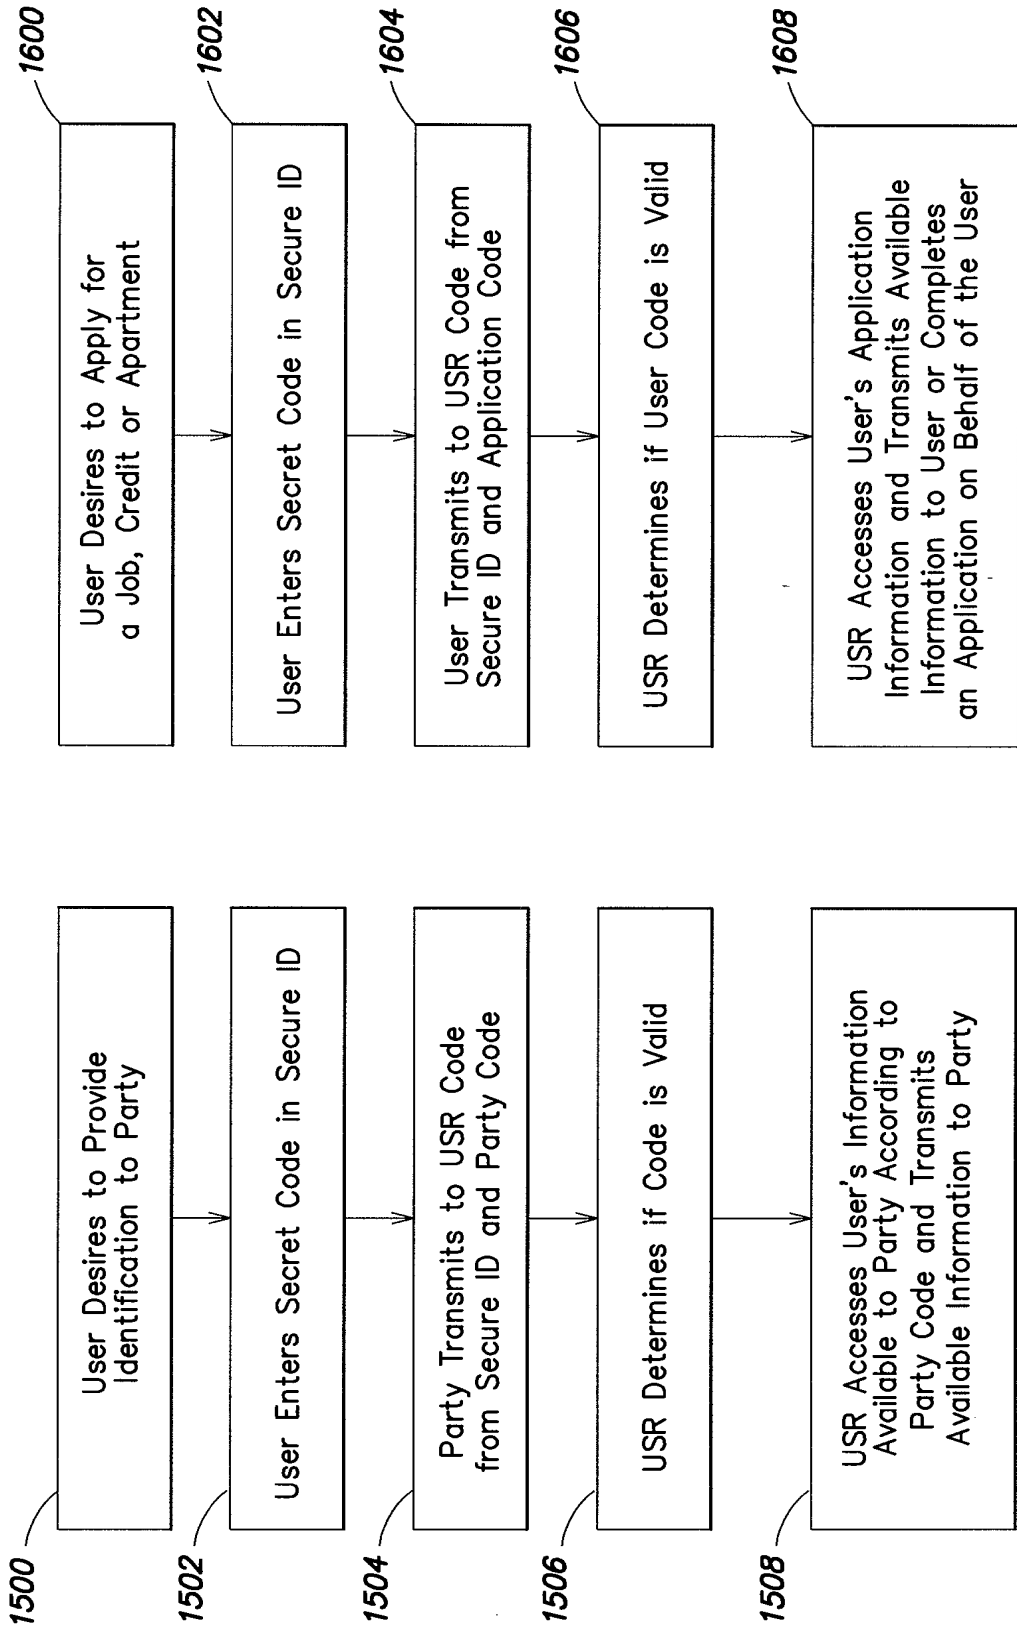 1500
User Desires to Provide
Identification to Party
1502
User Enters Secret Code in Secure ID
1504
Party Transmits to USR Code
from Secure ID and Party Code
1506
USR Determines if Code is Valid
1508
USR Accesses User's Information
Available to Party According to
Party Code and Transmits
Available Information to Party
1600
User Desires to Apply for
a Job, Credit or Apartment
1602
User Enters Secret Code in Secure ID
1604
User Transmits to USR Code from
Secure ID and Application Code
1606
USR Determines if User Code is Valid
1608
USR Accesses User's Application
Information and Transmits Available
Information to User or Completes
an Application on Behalf of the User